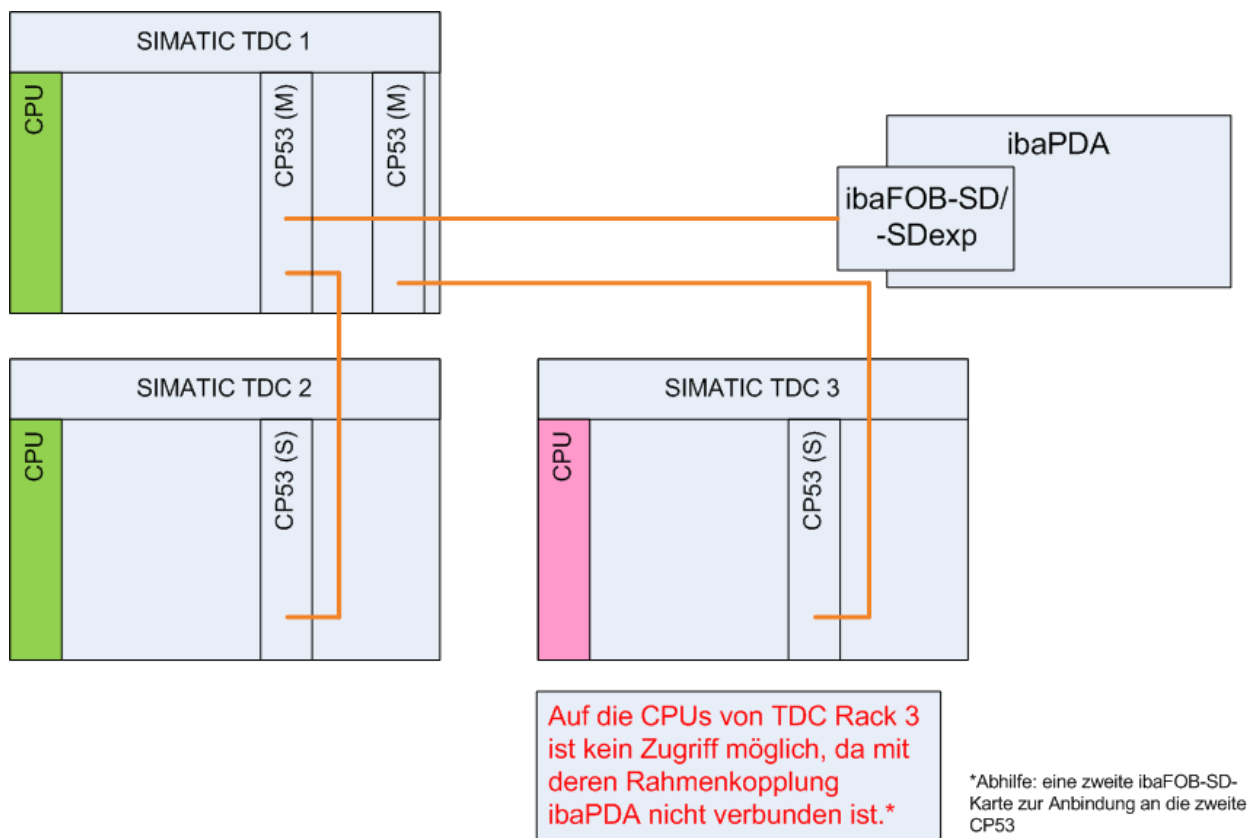 SIMATIC TDC 1
CPU
CP53 (M)
CP53 (M)
ibaPDA
ibaFOB-SD/
-SDexp
SIMATIC TDC 2
CPU
CP53 (S)
SIMATIC TDC 3
CPU
CP53 (S)
Auf die CPUs von TDC Rack 3
ist kein Zugriff möglich, da mit
deren Rahmenkopplung
ibaPDA nicht verbunden ist.*
*Abhilfe: eine zweite ibaFOB-SD-
Karte zur Anbindung an die zweite
CP53